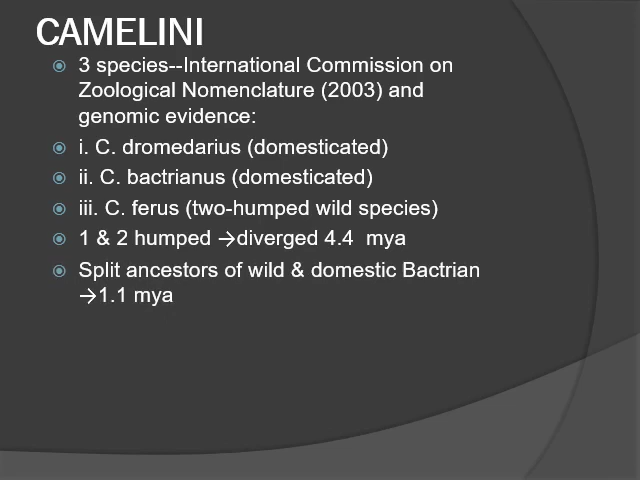 CAMELINI
3 species--International Commission on
Zoological Nomenclature (2003) and
genomic evidence:
i. C. dromedarius (domesticated)
ii. C. bactrianus (domesticated)
iii. C. ferus (two-humped wild species)
1 & 2 humped →diverged 4.4  mya
Split ancestors of wild & domestic Bactrian
→1.1 mya